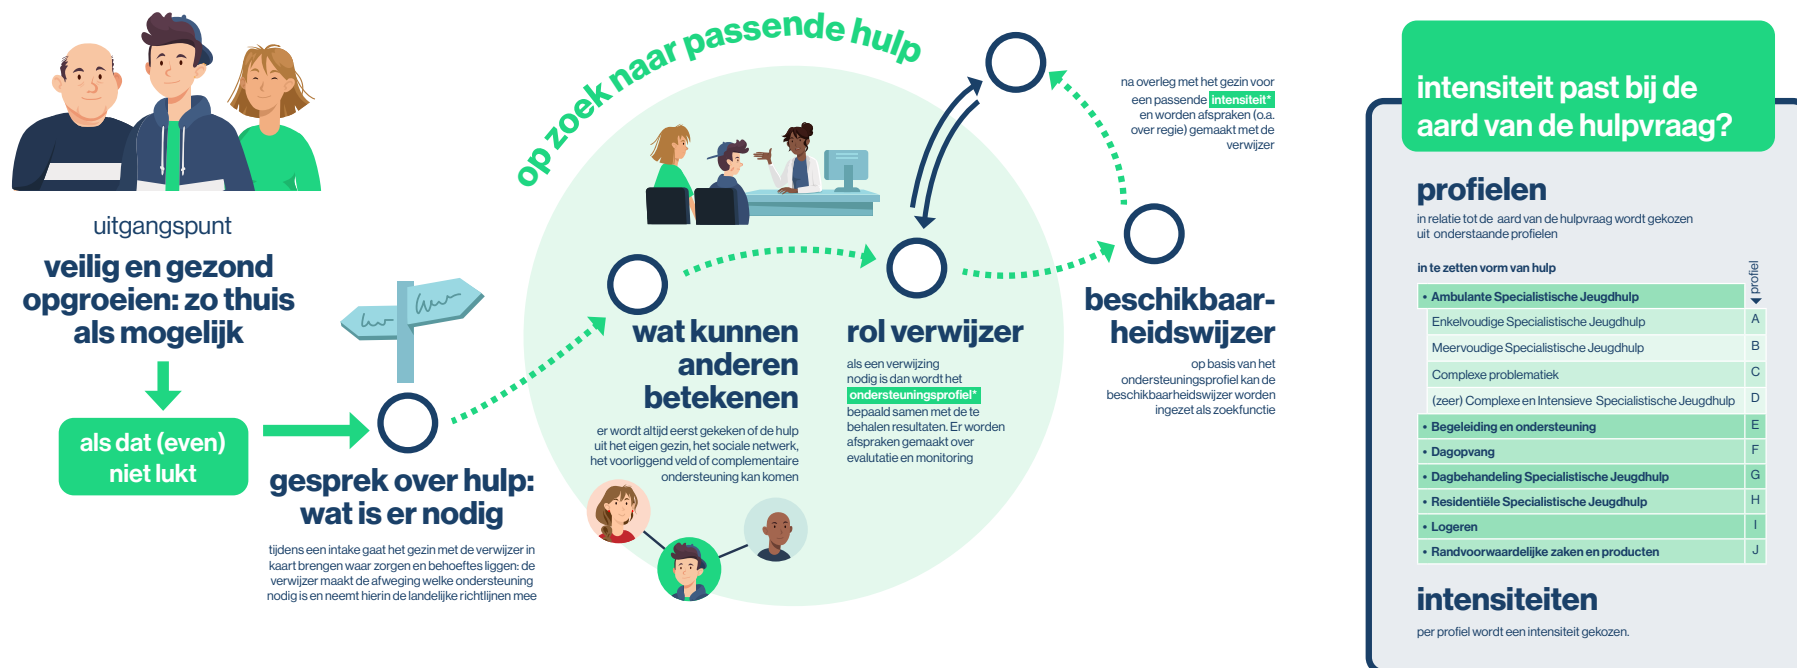 uitgangspunt
veilig en gezond
opgroeien: zo thuis
als mogelijk
als dat (even)
niet lukt
gesprek over hulp:
wat is er nodig
tijdens een intake gaat het gezin met de verwijzer in
kaart brengen waar zorgen en behoeftes liggen: de
verwijzer maakt de afweging welke ondersteuning
nodig is en neemt hierin de landelijke richtlijnen mee
op zoek naar passende hulp
wat kunnen
anderen
betekenen
er wordt altijd eerst gekeken of de hulp
uit het eigen gezin, het sociale netwerk,
het voorliggend veld of complementaire
ondersteuning kan komen
rol verwijzer
als een verwijzing
nodig is dan wordt het
ondersteuningsprofiel*
bepaald samen met de te
behalen resultaten. Er worden
afspraken gemaakt over
evalutatie en monitoring
beschikbaar-
heidswijzer
op basis van het
ondersteuningsprofiel kan de
beschikbaarheidswijzer worden
ingezet als zoekfunctie
na overleg met het gezin voor
een passende intensiteit*
en worden afspraken (o.a.
over regie) gemaakt met de
verwijzer
intensiteit past bij de
aard van de hulpvraag?
profielen
in relatie tot de aard van de hulpvraag wordt gekozen
uit onderstaande profielen
in te zetten vorm van hulp
profiel
• Ambulante Specialistische Jeugdhulp
Enkelvoudige Specialistische Jeugdhulp A
Meervoudige Specialistische Jeugdhulp B
Complexe problematiek C
(zeer) Complexe en Intensieve Specialistische Jeugdhulp D
• Begeleiding en ondersteuning E
• Dagopvang F
• Dagbehandeling Specialistische Jeugdhulp G
• Residentiële Specialistische Jeugdhulp H
• Logeren I
• Randvoorwaardelijke zaken en producten J
intensiteiten
per profiel wordt een intensiteit gekozen.